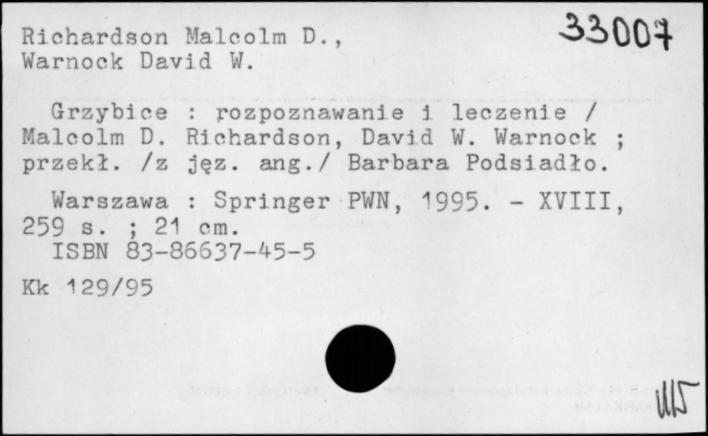 33007
Richardson Malcolm D.,
Warnock David W.
Grzybice : rozpoznawanie i leczenie /
Malcolm D. Richardson, David W. Warnock ;
przekł. /z jęz. ang./ Barbara Podsiadło.
Warszawa : Springer PWN, 1995. - XVIII,
259 s. ; 21 cm.
ISBN 83-86637-45-5
Kk 129/95